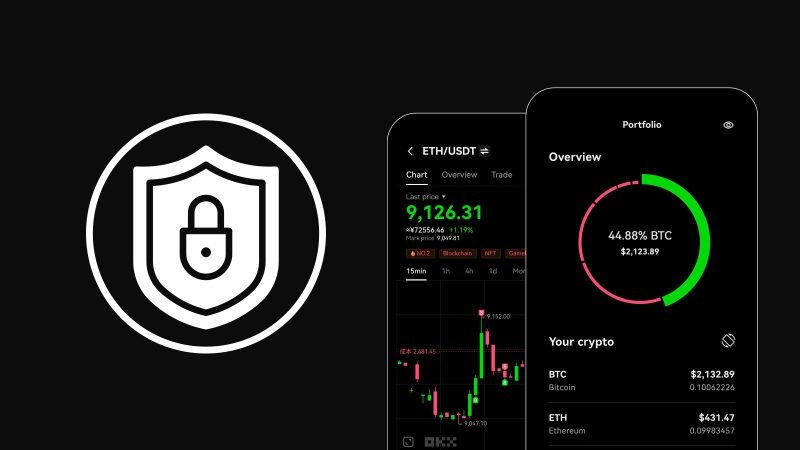 ETH/USDT
Chart Overview Trade
Last price
9,126.31
≈¥72556.46 +1.19%
Mark price 9,049.81
NO.2 Blockchain NFT
15min 1h 4h 1d
9,152.00
成本 2,481.45
9,047.10
OKX
Portfolio
Overview
44.88% BTC
$2,123.89
Your crypto
BTC $2,132.89
Bitcoin 0.10062226
ETH $431.47
Ethereum 0.09983457